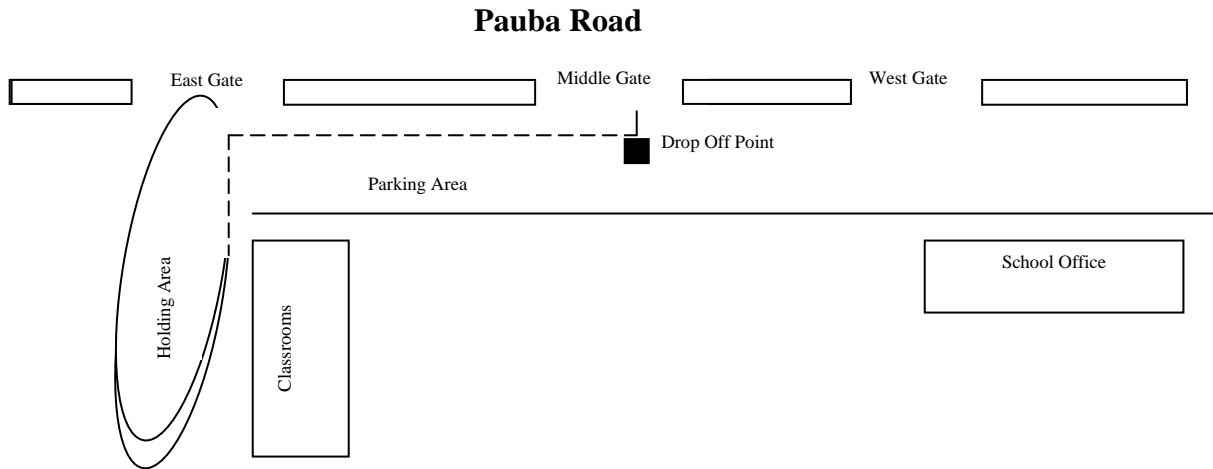 Pauba Road
East Gate
Middle Gate
West Gate
Drop Off Point
Parking Area
School Office
Holding Area
Classrooms